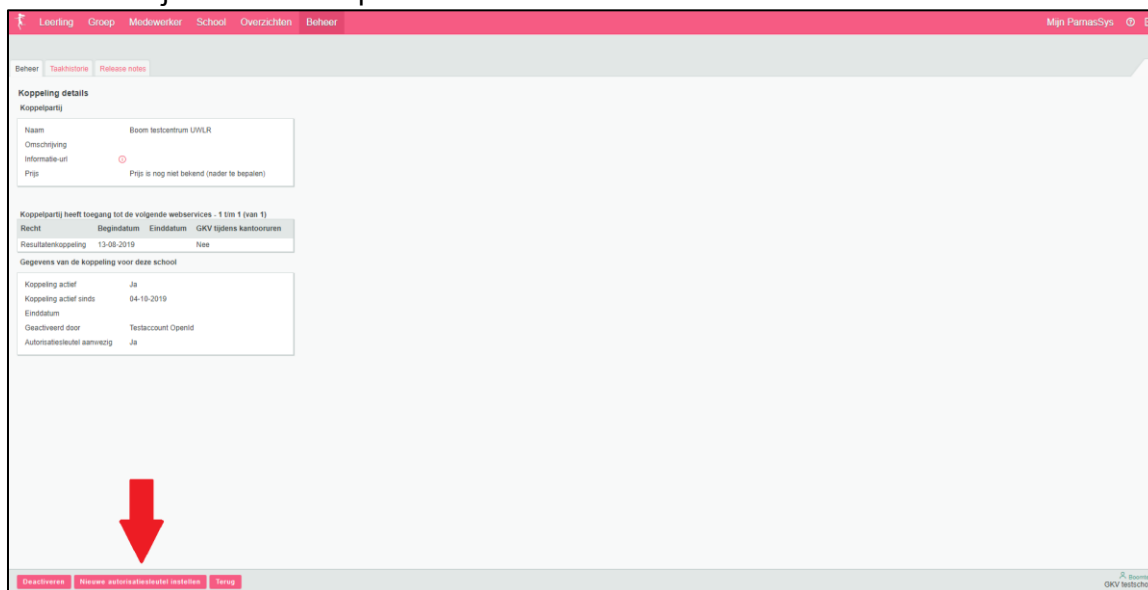 Leerling Groep Medewerker School Overzichten Beheer Mijn ParnasSys
Beheer Taakhistorie Release notes
Koppeling details
Koppelpartij
Naam Boom testcentrum UWLR
Omschrijving
Informatie-url
Prijs Prijs is nog niet bekend (nader te bepalen)
Koppelpartij heeft toegang tot de volgende webservices - 1 t/m 1 (van 1)
Recht Begindatum Einddatum GKV tijdens kantooruren
Resultatenkoppeling 13-08-2019 Nee
Gegevens van de koppeling voor deze school
Koppeling actief Ja
Koppeling actief sinds 04-10-2019
Einddatum
Geactiveerd door Testaccount OpenId
Autorisatiesleutel aanwezig Ja
Deactiveren Nieuwe autorisatiesleutel instellen Terug
GKV